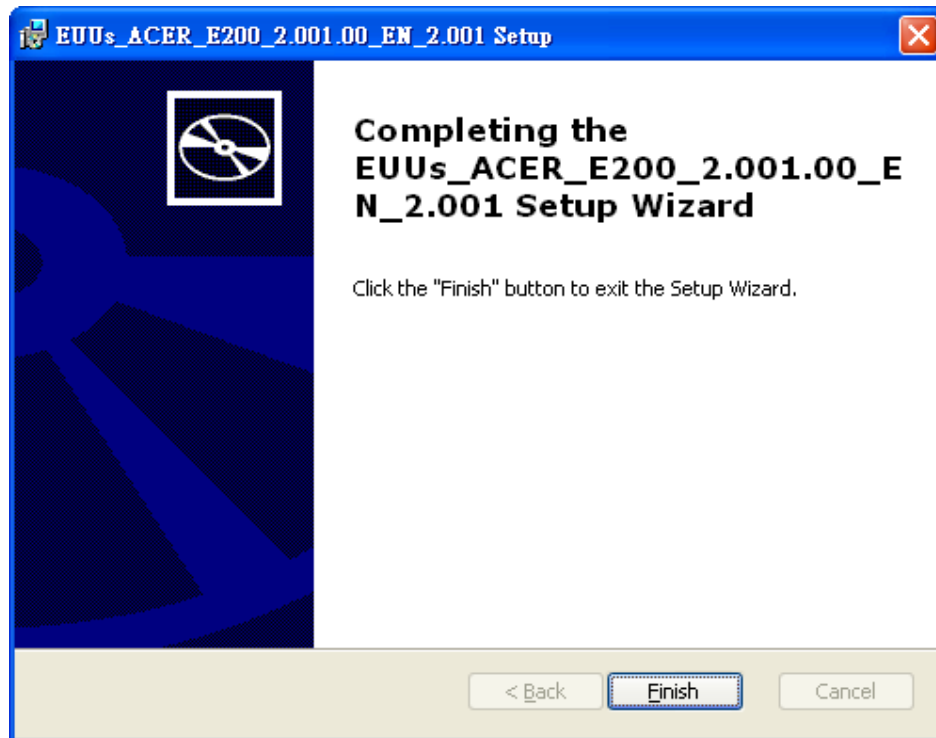 EUUs_ACER_E200_2.001.00_EN_2.001 Setup
Completing the
EUUs_ACER_E200_2.001.00_E
N_2.001 Setup Wizard
Click the "Finish" button to exit the Setup Wizard.
< Back
Finish
Cancel